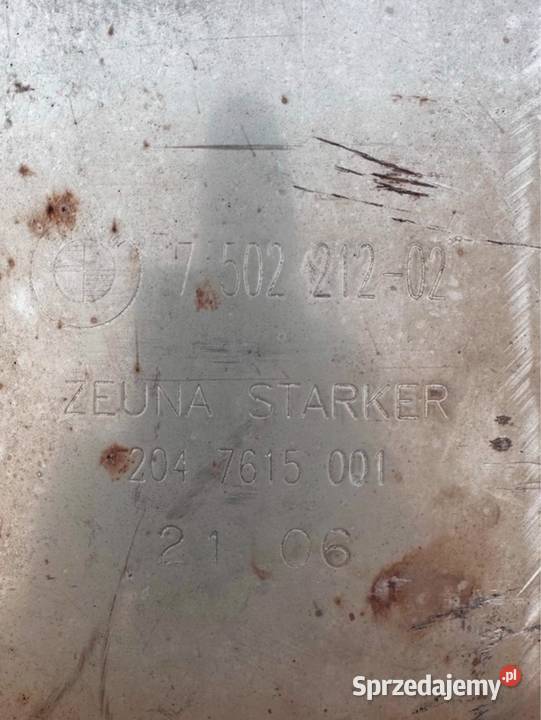 7 502 212-02
ZEUNA STARKER
204 7615 001
21 06
Sprzedajemy.pl